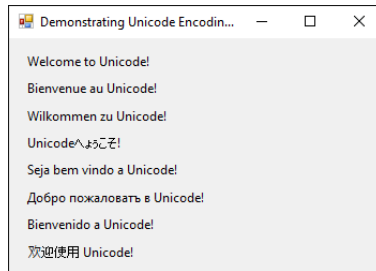 Demonstrating Unicode Encodin...
Welcome to Unicode!
Bienvenue au Unicode!
Wilkommen zu Unicode!
Unicodeへようこそ!
Seja bem vindo a Unicode!
Добро пожаловать в Unicode!
Bienvenido a Unicode!
欢迎使用 Unicode!